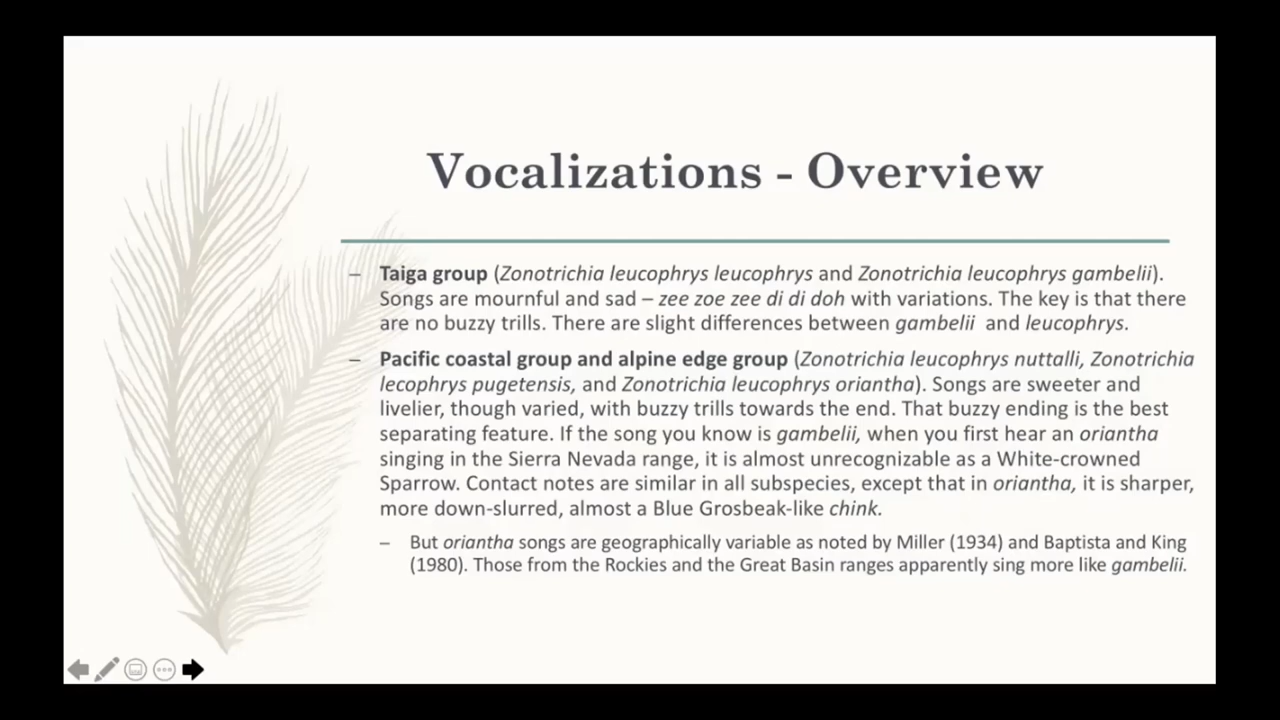 Vocalizations - Overview
– Taiga group (Zonotrichia leucophrys leucophrys and Zonotrichia leucophrys gambelii).
Songs are mournful and sad – zee zoe zee di di doh with variations. The key is that there
are no buzzy trills. There are slight differences between gambelii and leucophrys.
– Pacific coastal group and alpine edge group (Zonotrichia leucophrys nuttalli, Zonotrichia
lecophrys pugetensis, and Zonotrichia leucophrys oriantha). Songs are sweeter and
livelier, though varied, with buzzy trills towards the end. That buzzy ending is the best
separating feature. If the song you know is gambelii, when you first hear an oriantha
singing in the Sierra Nevada range, it is almost unrecognizable as a White-crowned
Sparrow. Contact notes are similar in all subspecies, except that in oriantha, it is sharper,
more down-slurred, almost a Blue Grosbeak-like chink.
– But oriantha songs are geographically variable as noted by Miller (1934) and Baptista and King
(1980). Those from the Rockies and the Great Basin ranges apparently sing more like gambelii.